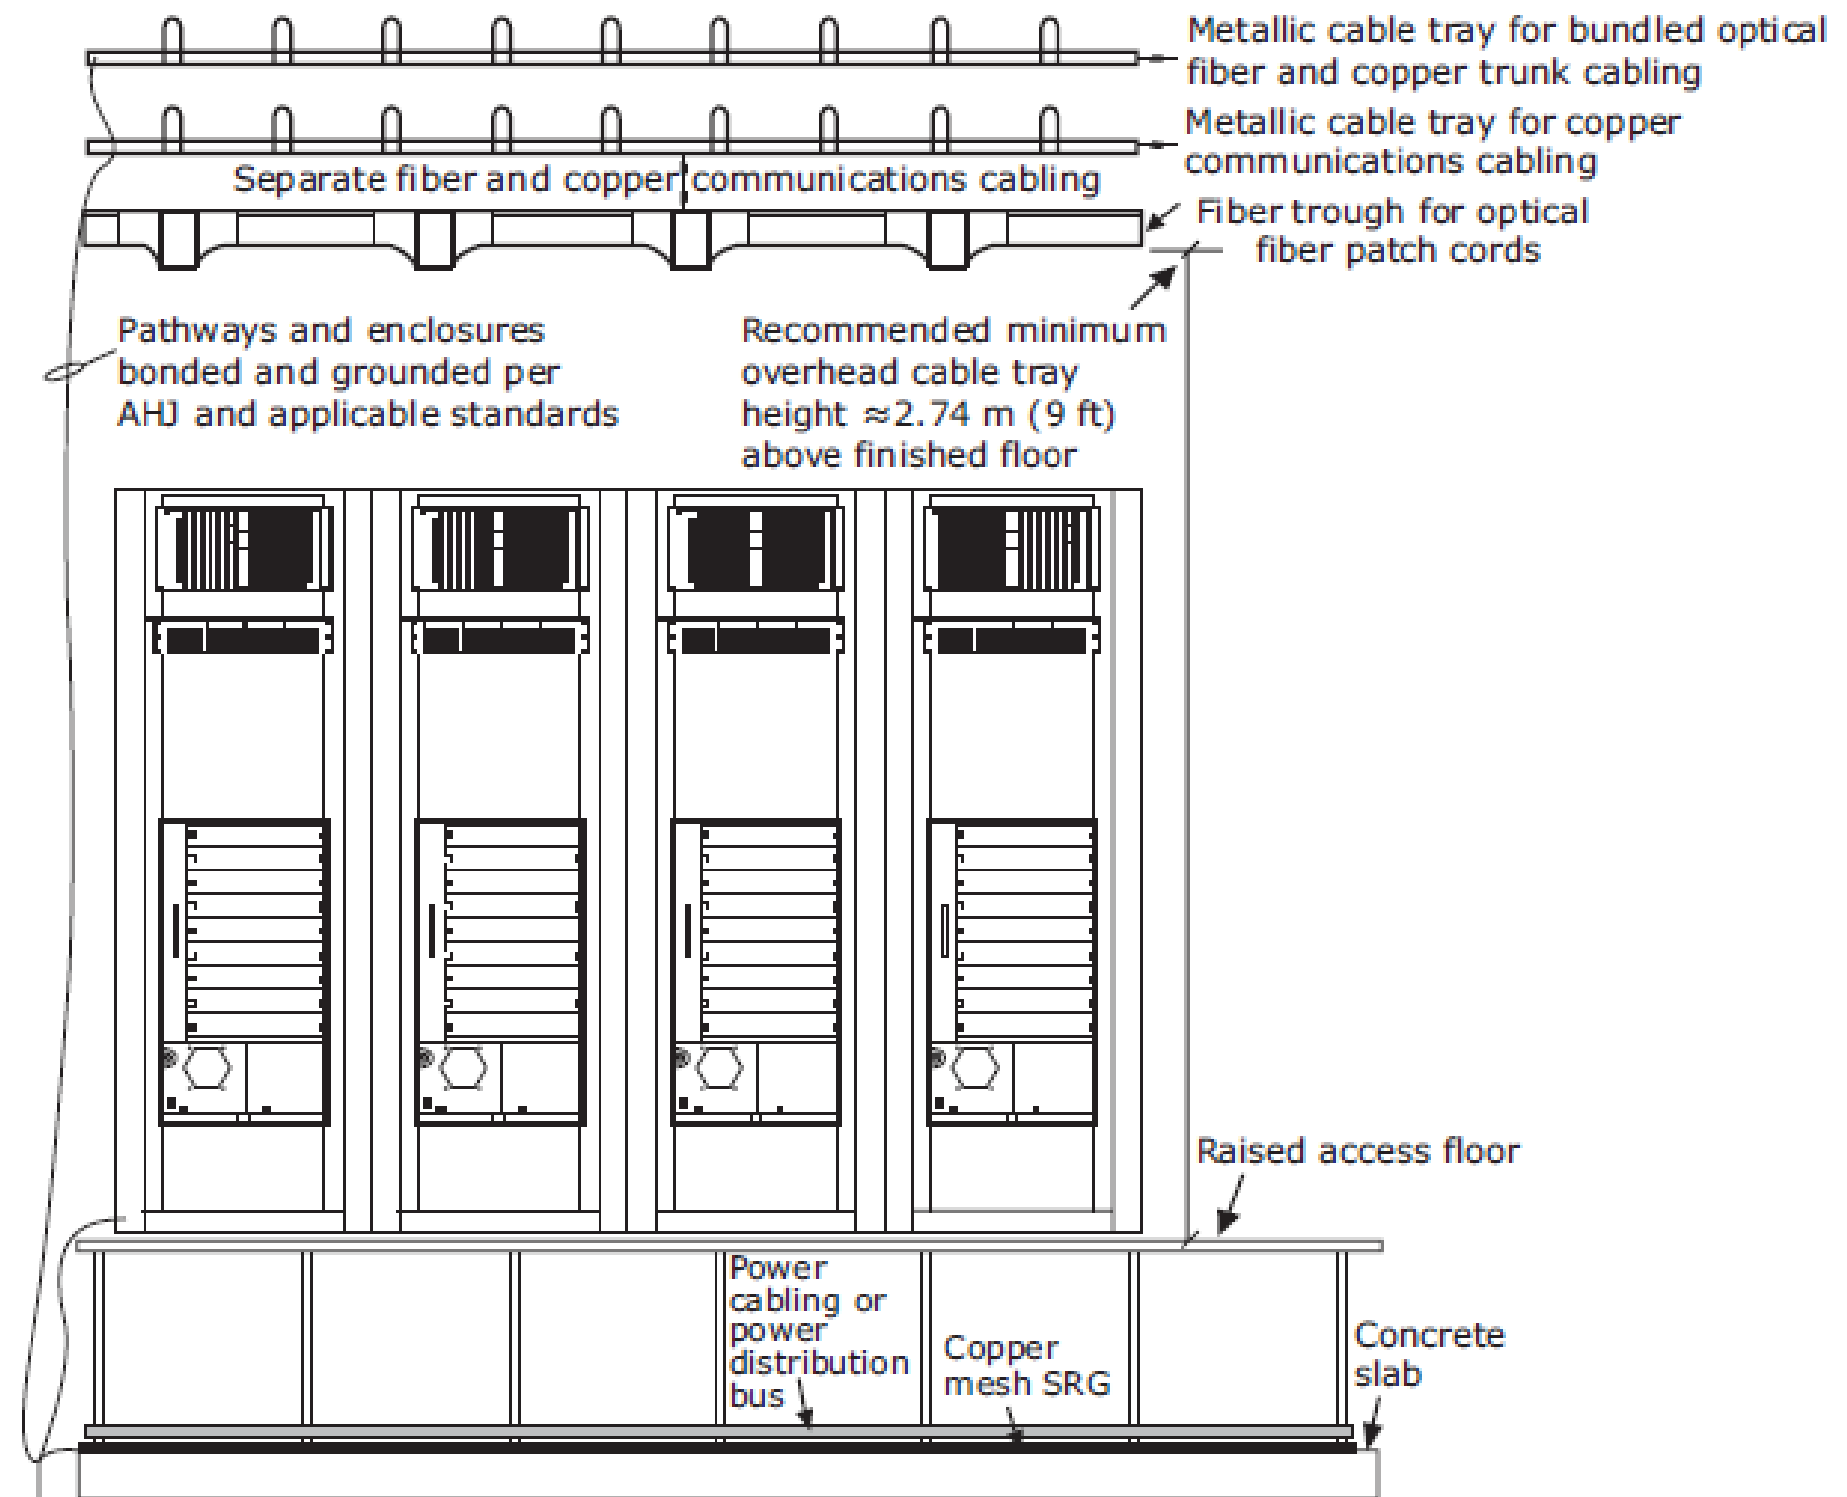 Metallic cable tray for bundled optical
fiber and copper trunk cabling
Metallic cable tray for copper
communications cabling
Separate fiber and copper communications cabling
Fiber trough for optical
fiber patch cords
Pathways and enclosures
bonded and grounded per
AHJ and applicable standards
Recommended minimum
overhead cable tray
height ≈2.74 m (9 ft)
above finished floor
Raised access floor
Power
cabling or
power
distribution
bus
Copper
mesh SRG
Concrete
slab